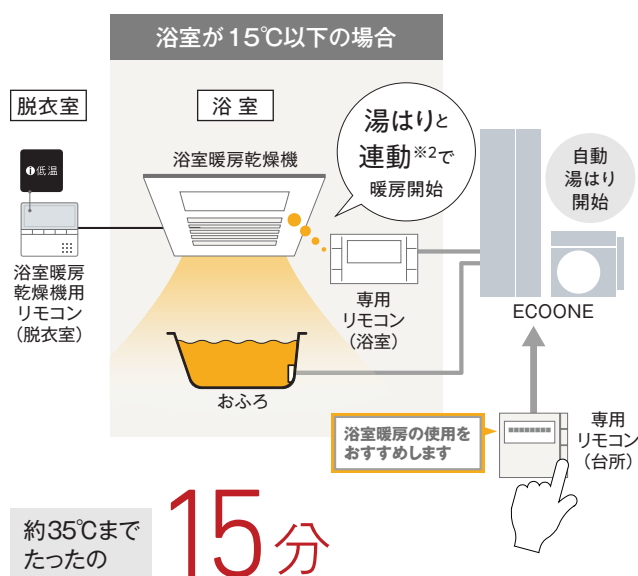 浴室が15℃以下の場合
脱衣室
浴室
浴室暖房乾燥機
❶低温
湯はりと
連動※2で
暖房開始
自動
湯はり
開始
浴室暖房
乾燥機用
リモコン
(脱衣室)
専用
リモコン
(浴室)
ECOONE
おふろ
浴室暖房の使用を
おすすめします
専用
リモコン
(台所)
約35℃まで
たったの
15分